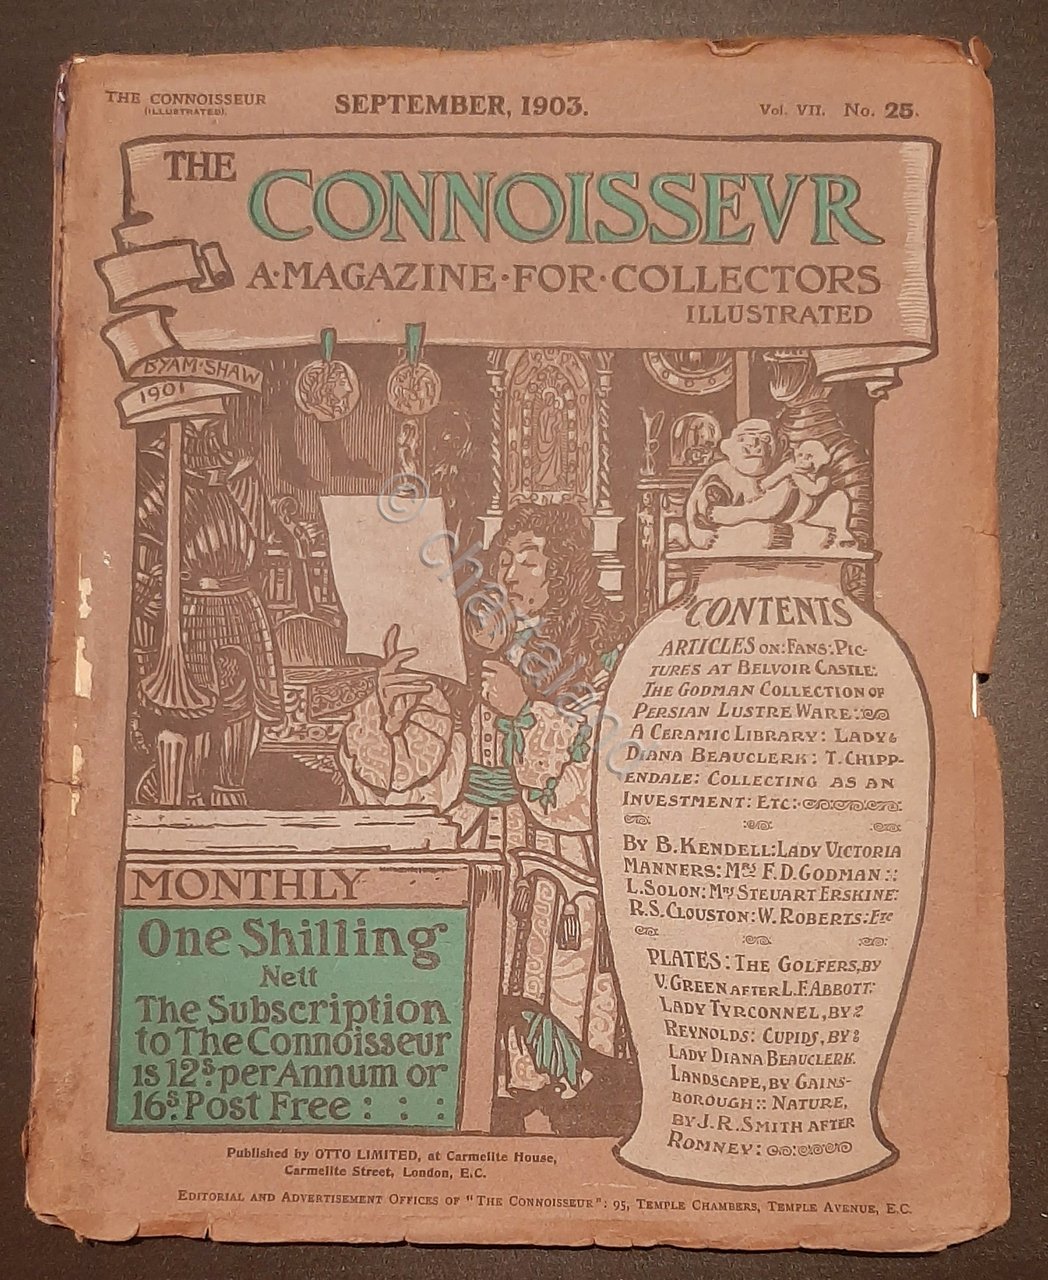 THE CONNOISSEUR
(ILLUSTRATED).
SEPTEMBER, 1903.
Vol. VII. No. 25.
THE
CONNOISSEVR
A·MAGAZINE·FOR·COLLECTORS
ILLUSTRATED
BYAM·SHAW
1901
CONTENTS
ARTICLES ON:FANS:PIC-
TURES AT BELVOIR CASTLE:
THE GODMAN COLLECTION OF
PERSIAN LUSTRE WARE:
A CERAMIC LIBRARY: LADY
DIANA BEAUCLERK: T. CHIPP-
ENDALE: COLLECTING AS AN
INVESTMENT: ETC:
BY B. KENDELL:LADY VICTORIA
MANNERS: MRS F.D.GODMAN::
L.SOLON: MRS STEUART ERSKINE:
R.S.CLOUSTON: W. ROBERTS: ETC
PLATES: THE GOLFERS, BY
V. GREEN AFTER L.F. ABBOTT:
LADY TYRCONNEL, BY:
REYNOLDS: CUPIDS, BY:
LADY DIANA BEAUCLERK.
LANDSCAPE, BY GAINS-
BOROUGH:: NATURE,
BY J.R. SMITH AFTER
ROMNEY:
MONTHLY
One Shilling
Nett
The Subscription
to The Connoisseur
is 12s. per Annum or
16s. Post Free : : :
Published by OTTO LIMITED, at Carmelite House,
Carmelite Street, London, E.C.
EDITORIAL AND ADVERTISEMENT OFFICES OF "THE CONNOISSEUR": 95, TEMPLE CHAMBERS, TEMPLE AVENUE, E.C.